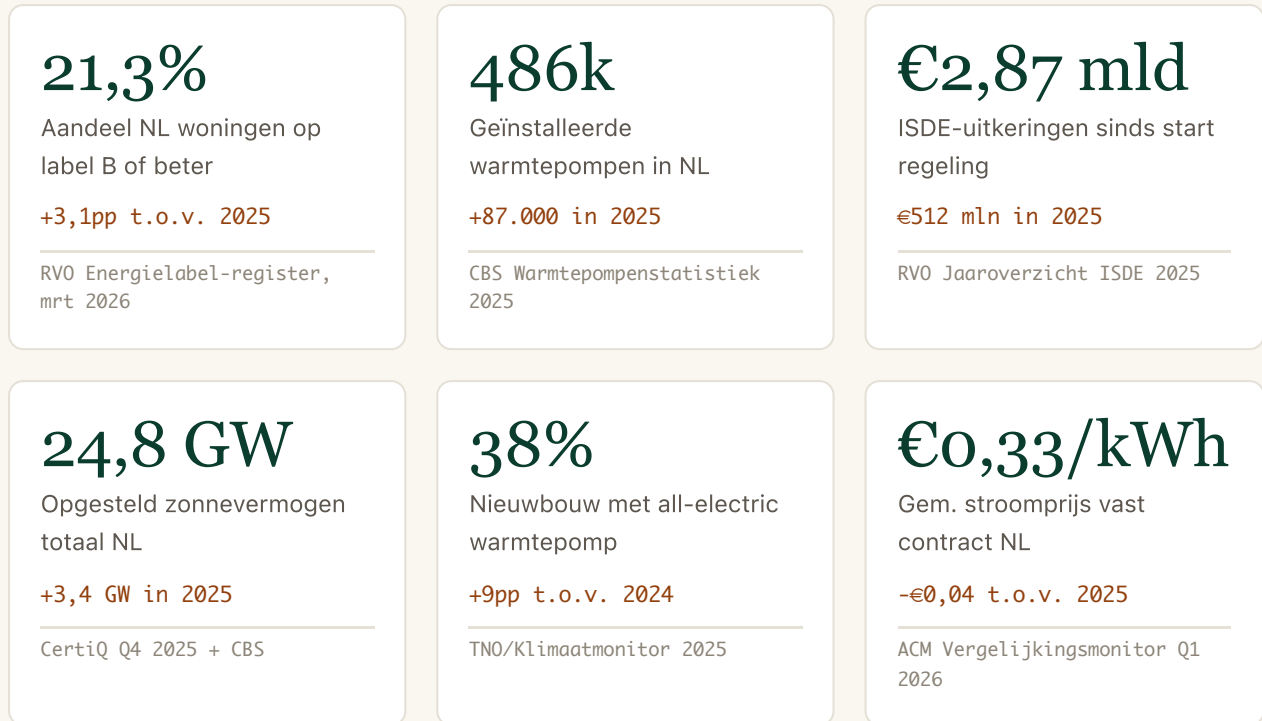 21,3%
Aandeel NL woningen op
label B of beter
+3,1pp t.o.v. 2025
RVO Energielabel-register,
mrt 2026
486k
Geïnstalleerde
warmtepompen in NL
+87.000 in 2025
CBS Warmtepompenstatistiek
2025
€2,87 mld
ISDE-uitkeringen sinds start
regeling
€512 mln in 2025
RVO Jaaroverzicht ISDE 2025
24,8 GW
Opgesteld zonnevermogen
totaal NL
+3,4 GW in 2025
CertiQ Q4 2025 + CBS
38%
Nieuwbouw met all-electric
warmtepomp
+9pp t.o.v. 2024
TNO/Klimaatmonitor 2025
€0,33/kWh
Gem. stroomprijs vast
contract NL
-€0,04 t.o.v. 2025
ACM Vergelijkingsmonitor Q1
2026